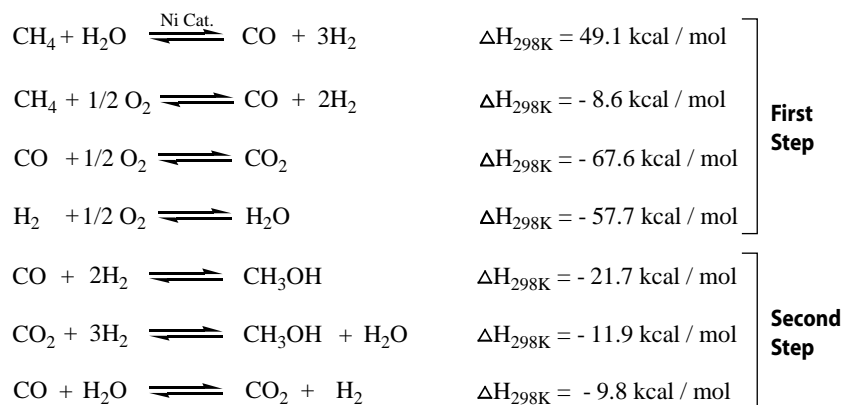 Ni Cat.
CH₄ + H₂O ⇌ CO + 3H₂ ΔH₂₉₈K = 49.1 kcal / mol
CH₄ + 1/2 O₂ ⇌ CO + 2H₂ ΔH₂₉₈K = - 8.6 kcal / mol
First
Step
CO +1/2 O₂ ⇌ CO₂ ΔH₂₉₈K = - 67.6 kcal / mol
H₂ +1/2 O₂ ⇌ H₂O ΔH₂₉₈K = - 57.7 kcal / mol
CO + 2H₂ ⇌ CH₃OH ΔH₂₉₈K = - 21.7 kcal / mol
CO₂ + 3H₂ ⇌ CH₃OH + H₂O ΔH₂₉₈K = - 11.9 kcal / mol
Second
Step
CO + H₂O ⇌ CO₂ + H₂ ΔH₂₉₈K = - 9.8 kcal / mol